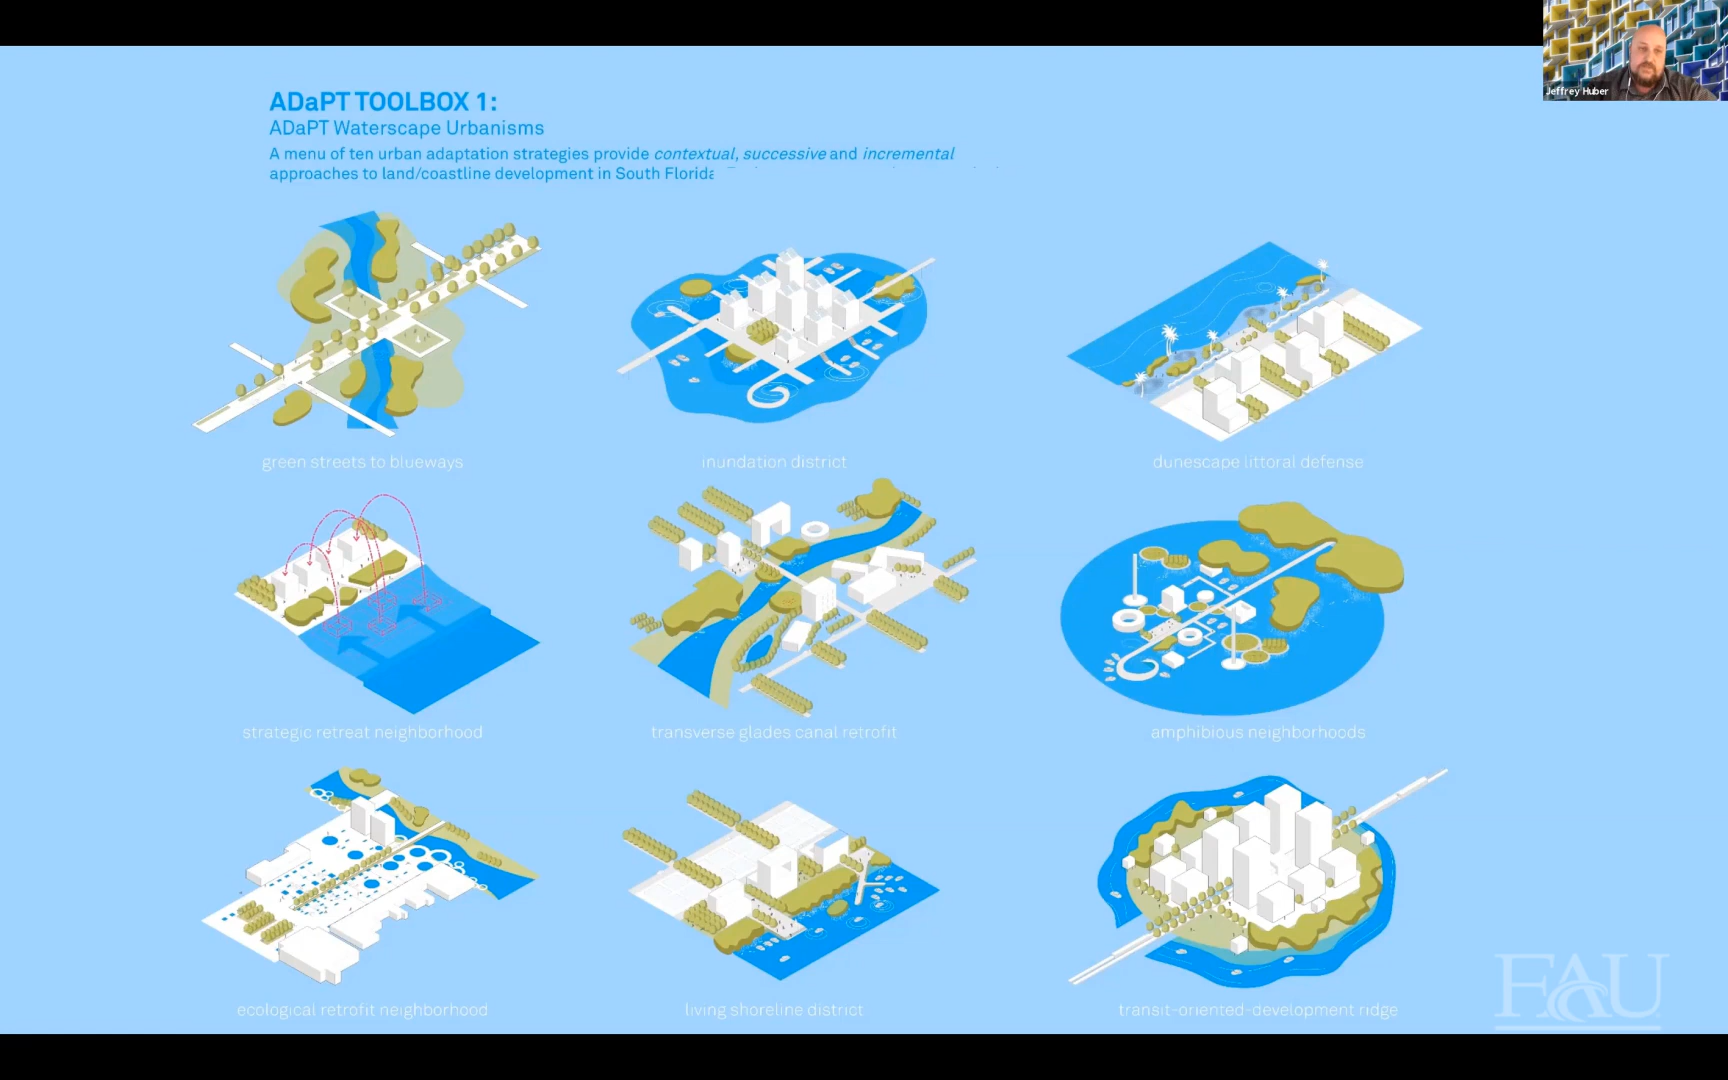 Jeffrey Huber
ADaPT TOOLBOX 1:
ADaPT Waterscape Urbanisms
A menu of ten urban adaptation strategies provide contextual, successive and incremental
approaches to land/coastline development in South Florida
green streets to blueways
inundation district
dunescape littoral defense
strategic retreat neighborhood
transverse glades canal retrofit
amphibious neighborhoods
ecological retrofit neighborhood
living shoreline district
transit-oriented-development ridge
FAU